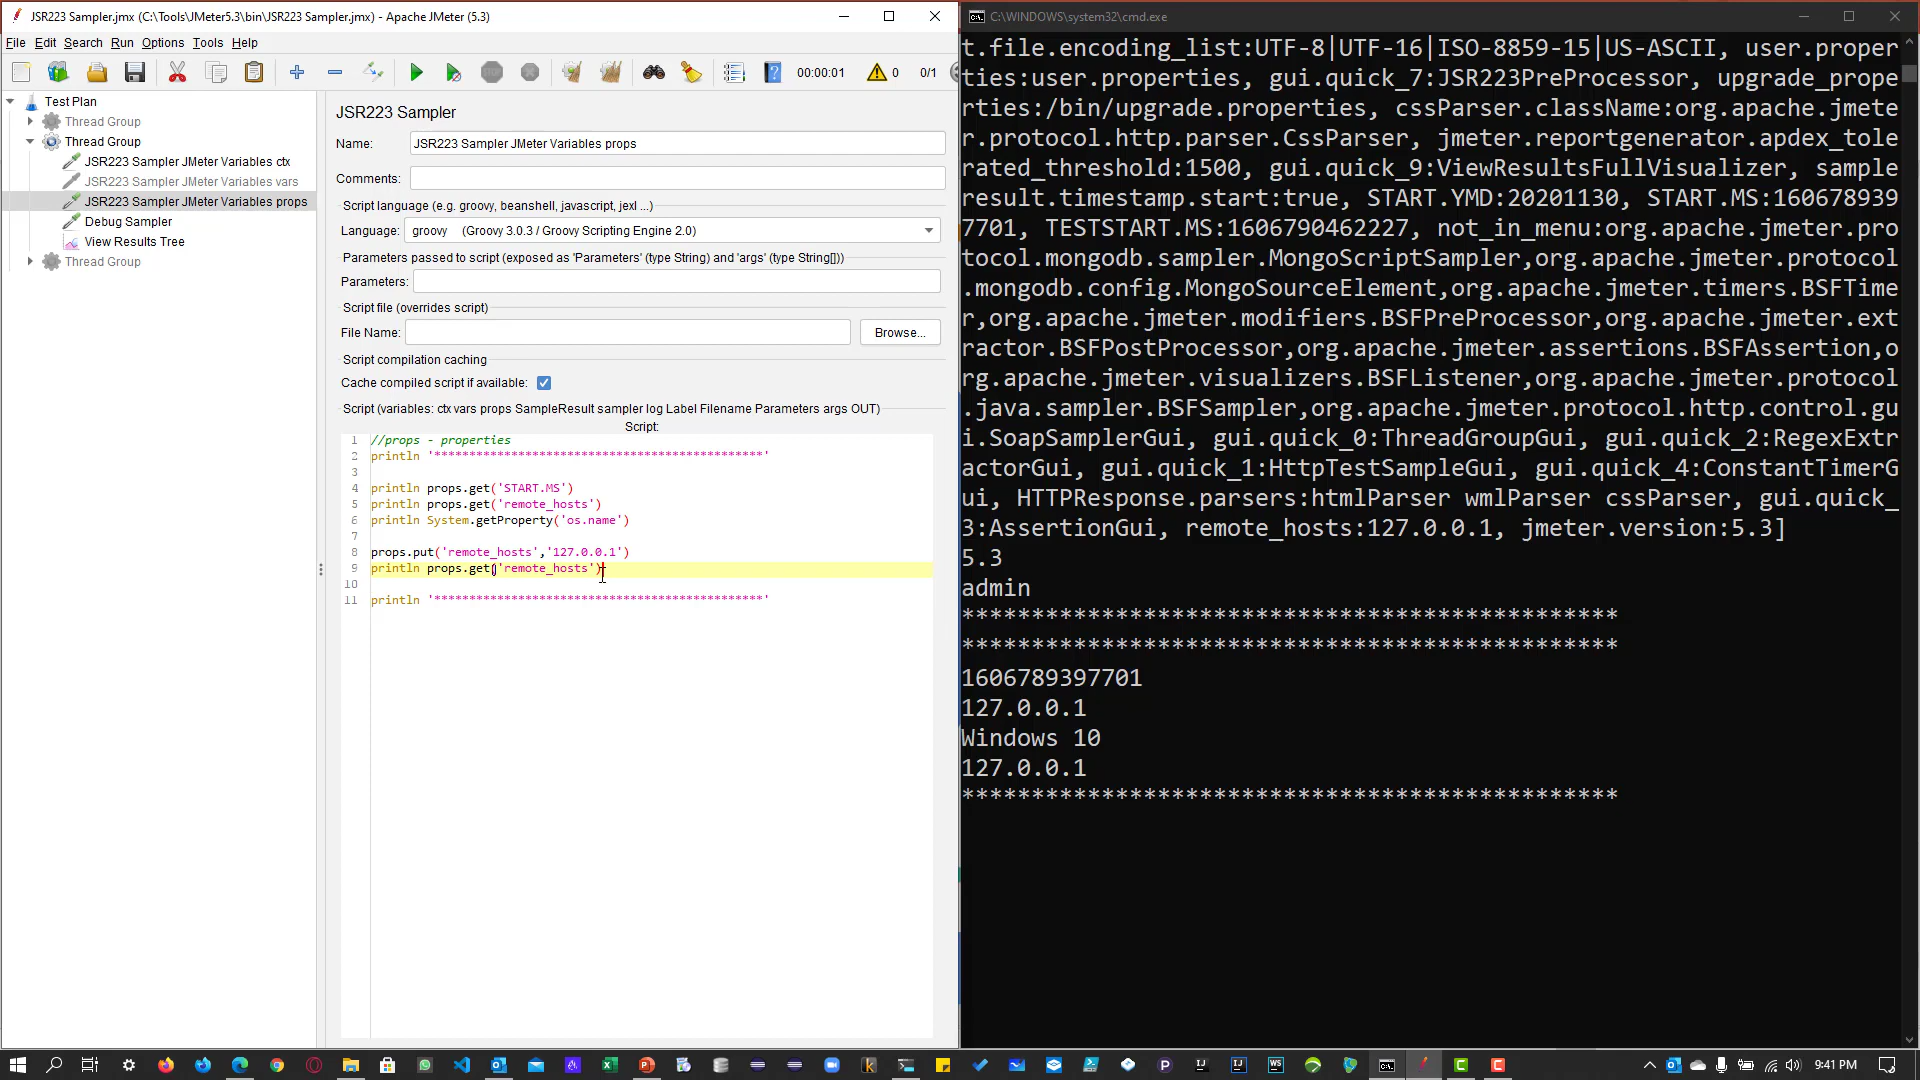 JSR223 Sampler.jmx (C:\Tools\JMeter5.3\bin\JSR223 Sampler.jmx) - Apache JMeter (5.3)
File Edit Search Run Options Tools Help
00:00:01 0 0/1
Test Plan
Thread Group
Thread Group
JSR223 Sampler JMeter Variables ctx
JSR223 Sampler JMeter Variables vars
JSR223 Sampler JMeter Variables props
Debug Sampler
View Results Tree
Thread Group
JSR223 Sampler
Name: JSR223 Sampler JMeter Variables props
Comments:
Script language (e.g. groovy, beanshell, javascript, jexl ...)
Language: groovy (Groovy 3.0.3 / Groovy Scripting Engine 2.0)
Parameters passed to script (exposed as 'Parameters' (type String) and 'args' (type String[]))
Parameters:
Script file (overrides script)
File Name: Browse...
Script compilation caching
Cache compiled script if available:
Script (variables: ctx vars props SampleResult sampler log Label Filename Parameters args OUT)
Script:
1 //props - properties
2 println '***********************************************'
3
4 println props.get('START.MS')
5 println props.get('remote_hosts')
6 println System.getProperty('os.name')
7
8 props.put('remote_hosts','127.0.0.1')
9 println props.get('remote_hosts')
10
11 println '***********************************************'
C:\WINDOWS\system32\cmd.exe
t.file.encoding_list:UTF-8|UTF-16|ISO-8859-15|US-ASCII, user.proper
ties:user.properties, gui.quick_7:JSR223PreProcessor, upgrade_prope
rties:/bin/upgrade.properties, cssParser.className:org.apache.jmete
r.protocol.http.parser.CssParser, jmeter.reportgenerator.apdex_tole
rated_threshold:1500, gui.quick_9:ViewResultsFullVisualizer, sample
result.timestamp.start:true, START.YMD:20201130, START.MS:160678939
7701, TESTSTART.MS:1606790462227, not_in_menu:org.apache.jmeter.pro
tocol.mongodb.sampler.MongoScriptSampler,org.apache.jmeter.protocol
.mongodb.config.MongoSourceElement,org.apache.jmeter.timers.BSFTime
r,org.apache.jmeter.modifiers.BSFPreProcessor,org.apache.jmeter.ext
ractor.BSFPostProcessor,org.apache.jmeter.assertions.BSFAssertion,o
rg.apache.jmeter.visualizers.BSFListener,org.apache.jmeter.protocol
.java.sampler.BSFSampler,org.apache.jmeter.protocol.http.control.gu
i.SoapSamplerGui, gui.quick_0:ThreadGroupGui, gui.quick_2:RegexExtr
actorGui, gui.quick_1:HttpTestSampleGui, gui.quick_4:ConstantTimerG
ui, HTTPResponse.parsers:htmlParser wmlParser cssParser, gui.quick_
3:AssertionGui, remote_hosts:127.0.0.1, jmeter.version:5.3]
5.3
admin
***********************************************
***********************************************
1606789397701
127.0.0.1
Windows 10
127.0.0.1
***********************************************
9:41 PM